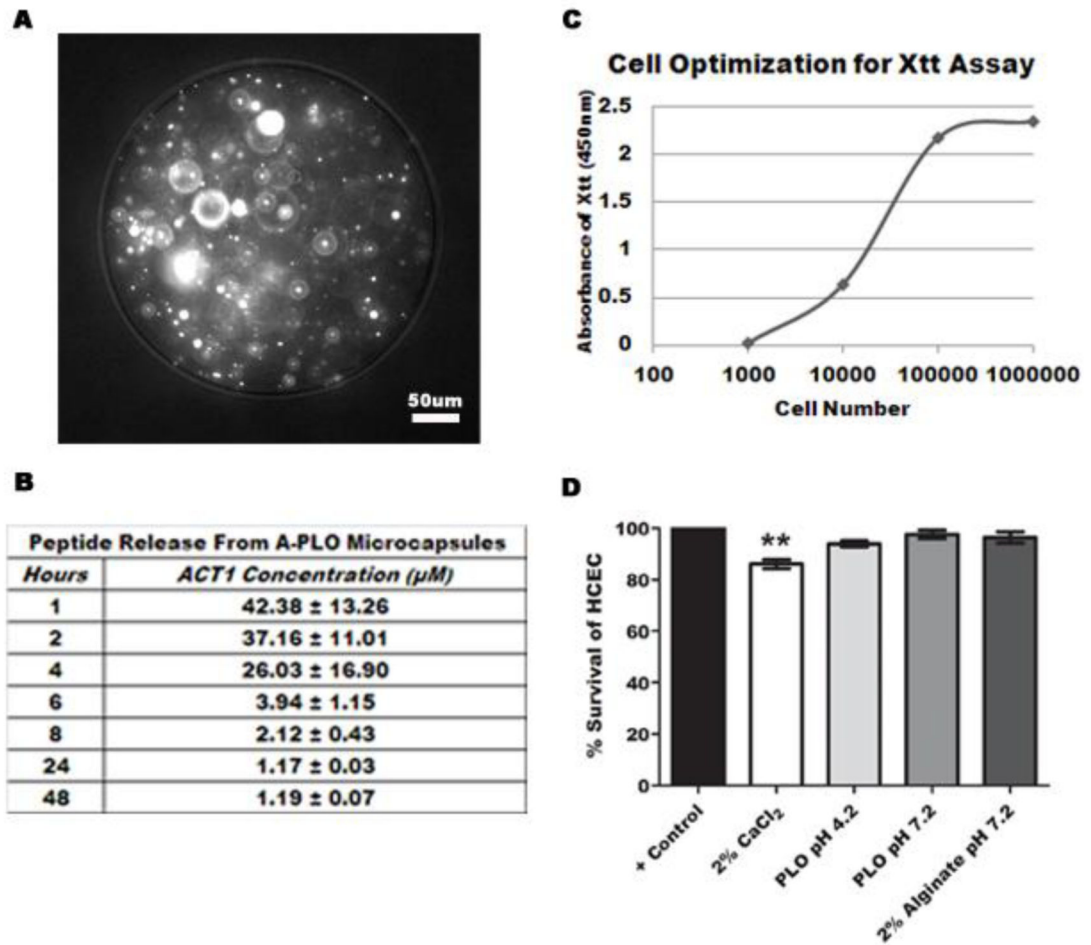 A
50um
B
Peptide Release From A-PLO Microcapsules
Hours ACT1 Concentration (µM)
1 42.38 ± 13.26
2 37.16 ± 11.01
4 26.03 ± 16.90
6 3.94 ± 1.15
8 2.12 ± 0.43
24 1.17 ± 0.03
48 1.19 ± 0.07
C
Cell Optimization for Xtt Assay
Absorbance of Xtt (450nm)
2.5
2
1.5
1
0.5
0
100 1000 10000 100000 1000000
Cell Number
D
% Survival of HCEC
100
80
60
40
20
0
**
+ Control
2% CaCl₂
PLO pH 4.2
PLO pH 7.2
2% Alginate pH 7.2